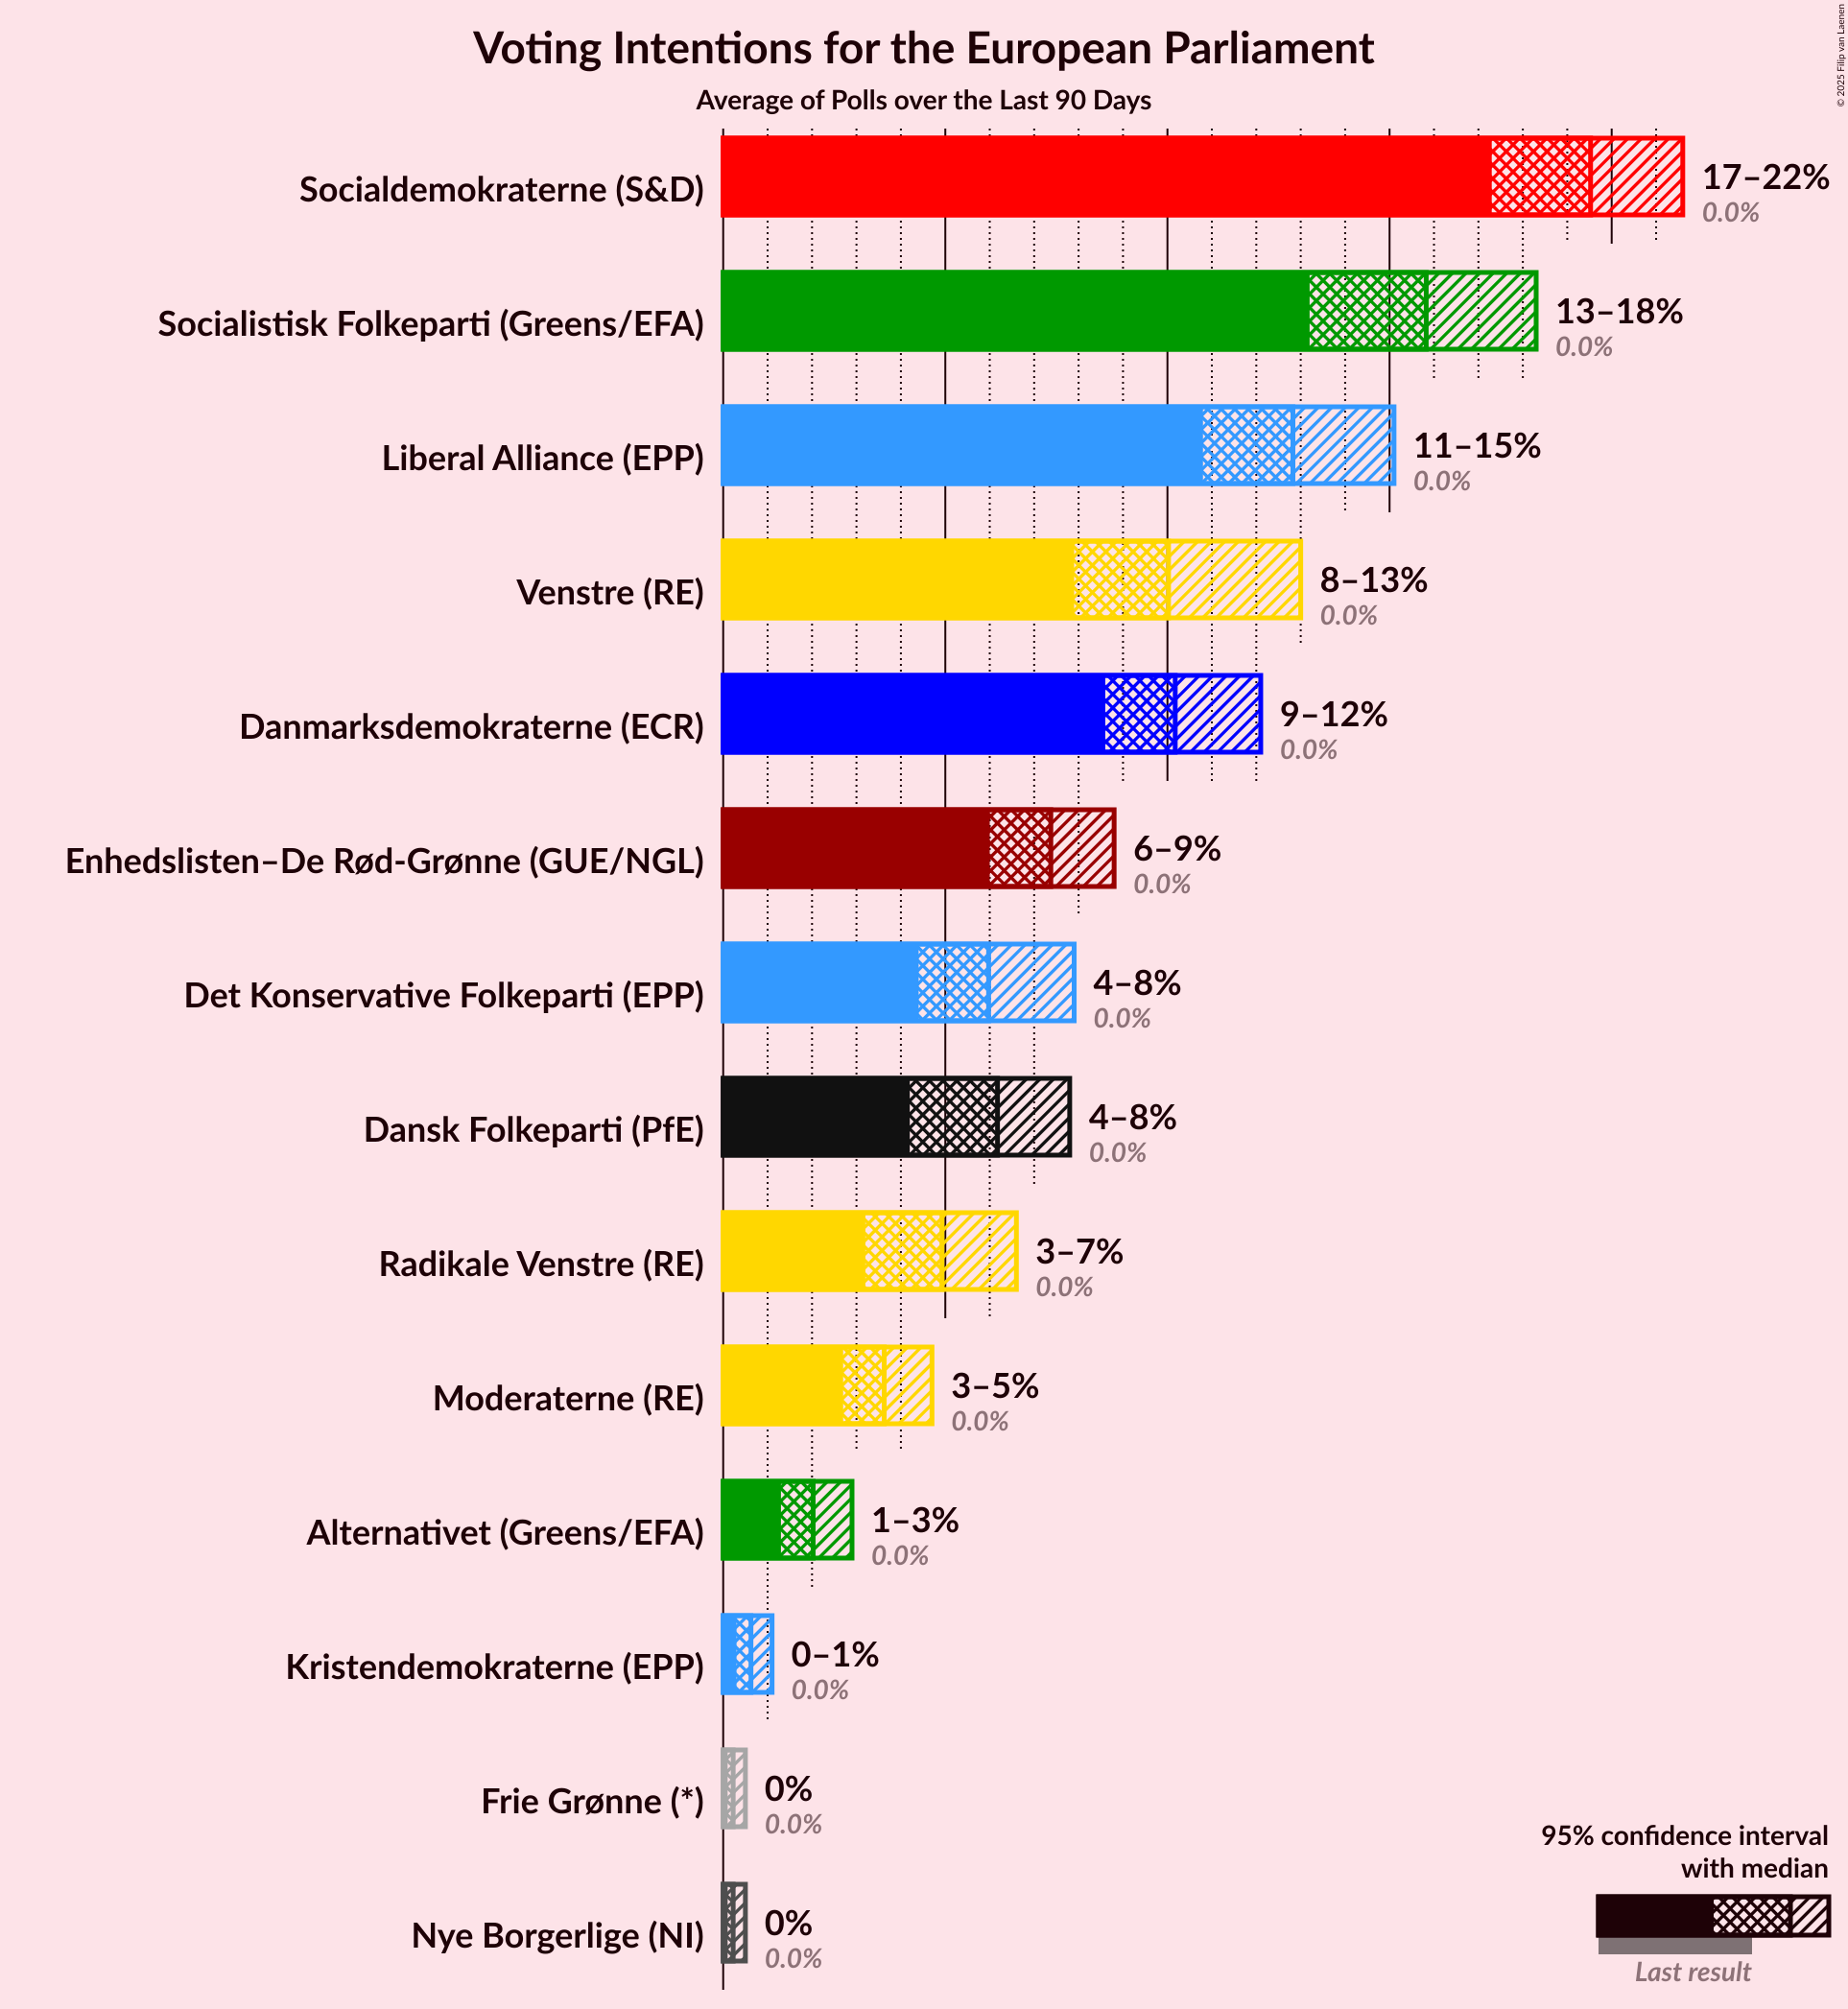 © 2025 Filip van Laenen
Voting Intentions for the European Parliament
Average of Polls over the Last 90 Days
Socialdemokraterne (S&D)
17–22%
0.0%
Socialistisk Folkeparti (Greens/EFA)
13–18%
0.0%
Liberal Alliance (EPP)
11–15%
0.0%
Venstre (RE)
8–13%
0.0%
Danmarksdemokraterne (ECR)
9–12%
0.0%
Enhedslisten–De Rød-Grønne (GUE/NGL)
6–9%
0.0%
Det Konservative Folkeparti (EPP)
4–8%
0.0%
Dansk Folkeparti (PfE)
4–8%
0.0%
Radikale Venstre (RE)
3–7%
0.0%
Moderaterne (RE)
3–5%
0.0%
Alternativet (Greens/EFA)
1–3%
0.0%
Kristendemokraterne (EPP)
0–1%
0.0%
Frie Grønne (*)
0%
0.0%
Nye Borgerlige (NI)
0%
0.0%
95% confidence interval
with median
Last result